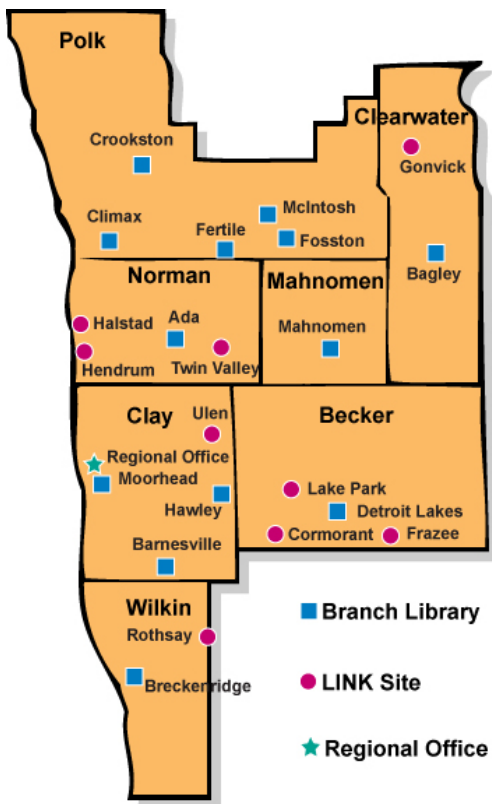 Polk
Clearwater
Crookston
Gonvick
McIntosh
Climax
Fertile
Fosston
Bagley
Norman
Mahnomen
Halstad
Ada
Mahnomen
Hendrum
Twin Valley
Clay
Ulen
Becker
Regional Office
Moorhead
Lake Park
Hawley
Detroit Lakes
Cormorant
Frazee
Barnesville
Wilkin
Branch Library
Rothsay
LINK Site
Breckenridge
Regional Office